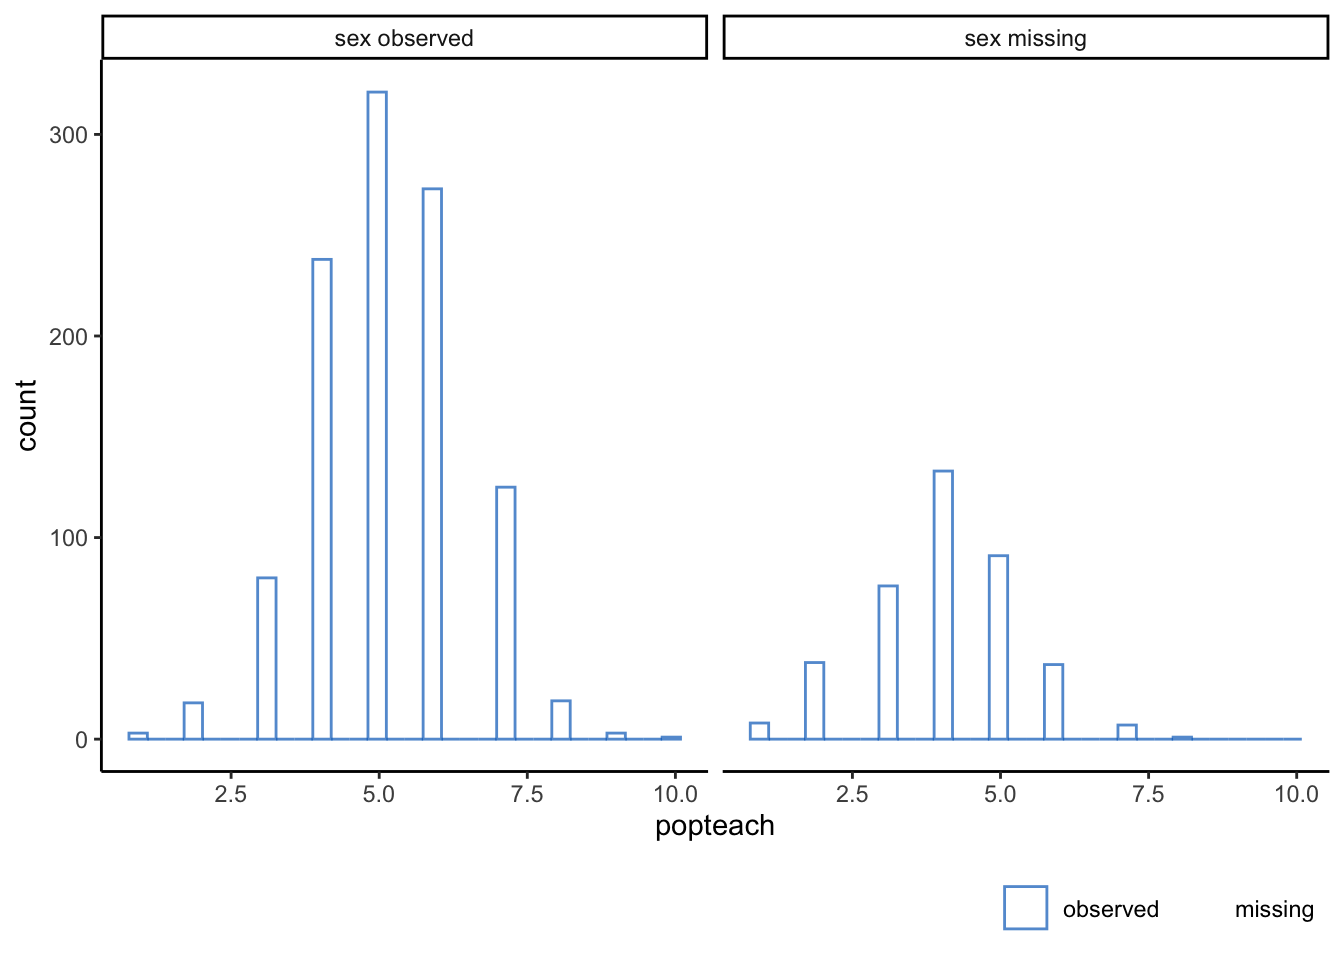 sex observed
sex missing
300
200
100
0
count
2.5 5.0 7.5 10.0
2.5 5.0 7.5 10.0
popteach
observed missing